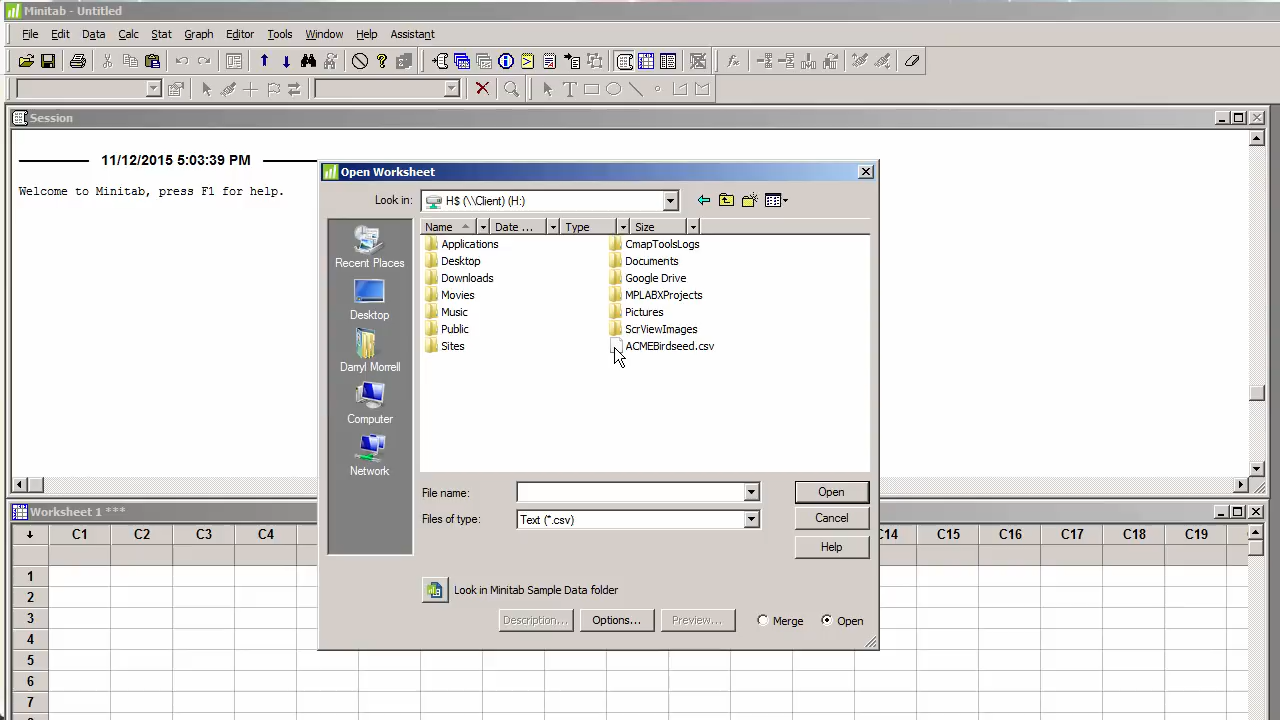 Minitab - Untitled
File Edit Data Calc Stat Graph Editor Tools Window Help Assistant
Session
11/12/2015 5:03:39 PM
Welcome to Minitab, press F1 for help.
Open Worksheet
Look in: H$ (\\Client) (H:)
Name Date ... Type Size
Applications CmapToolsLogs
Desktop Documents
Downloads Google Drive
Movies MPLABXProjects
Music Pictures
Public ScrViewImages
Sites ACMEBirdseed.csv
Recent Places
Desktop
Darryl Morrell
Computer
Network
File name: Open
Files of type: Text (*.csv) Cancel
Help
Look in Minitab Sample Data folder
Description... Options... Preview... Merge Open
Worksheet 1 ***
C1 C2 C3 C4 C14 C15 C16 C17 C18 C19
1
2
3
4
5
6
7